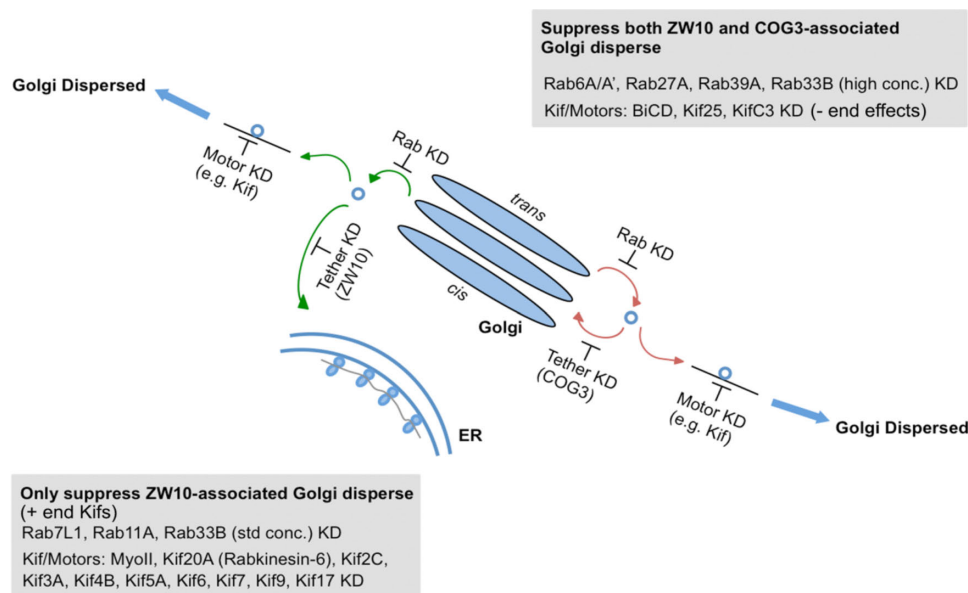 Suppress both ZW10 and COG3-associated
Golgi disperse
Rab6A/A', Rab27A, Rab39A, Rab33B (high conc.) KD
Kif/Motors: BiCD, Kif25, KifC3 KD (- end effects)
Golgi Dispersed
Motor KD
(e.g. Kif)
Rab KD
trans
Tether KD
(ZW10)
cis
Golgi
Rab KD
Tether KD
(COG3)
Motor KD
(e.g. Kif)
Golgi Dispersed
ER
Only suppress ZW10-associated Golgi disperse
(+ end Kifs)
Rab7L1, Rab11A, Rab33B (std conc.) KD
Kif/Motors: MyoII, Kif20A (Rabkinesin-6), Kif2C,
Kif3A, Kif4B, Kif5A, Kif6, Kif7, Kif9, Kif17 KD